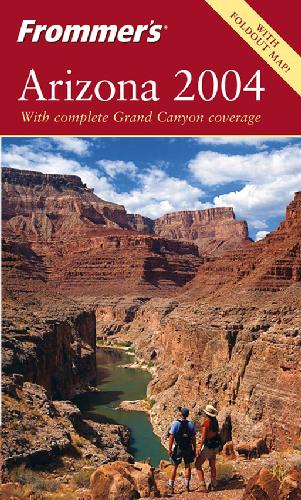 Frommer's®
Arizona 2004
With complete Grand Canyon coverage
WITH
FOLDOUT MAP!